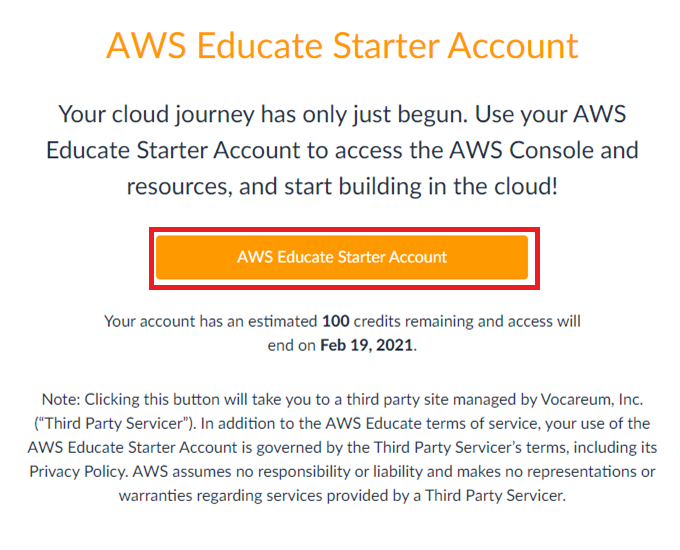 AWS Educate Starter Account
Your cloud journey has only just begun. Use your AWS
Educate Starter Account to access the AWS Console and
resources, and start building in the cloud!
AWS Educate Starter Account
Your account has an estimated 100 credits remaining and access will
end on Feb 19, 2021.
Note: Clicking this button will take you to a third party site managed by Vocareum, Inc.
(“Third Party Servicer”). In addition to the AWS Educate terms of service, your use of the
AWS Educate Starter Account is governed by the Third Party Servicer’s terms, including its
Privacy Policy. AWS assumes no responsibility or liability and makes no representations or
warranties regarding services provided by a Third Party Servicer.